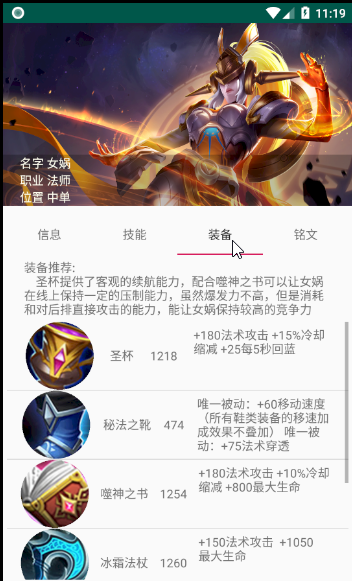 11:19
名字 女娲
职业 法师
位置 中单
信息 技能 装备 铭文
装备推荐:
圣杯提供了客观的续航能力，配合噬神之书可以让女娲
在线上保持一定的压制能力，虽然爆发力不高，但是消耗
和对后排直接攻击的能力，能让女娲保持较高的竞争力
圣杯 1218
+180法术攻击 +15%冷却
缩减 +25每5秒回蓝
秘法之靴 474
唯一被动：+60移动速度
（所有鞋类装备的移速加
成效果不叠加） 唯一被
动：+75法术穿透
噬神之书 1254
+180法术攻击 +10%冷却
缩减 +800最大生命
冰霜法杖 1260
+150法术攻击 +1050
最大生命